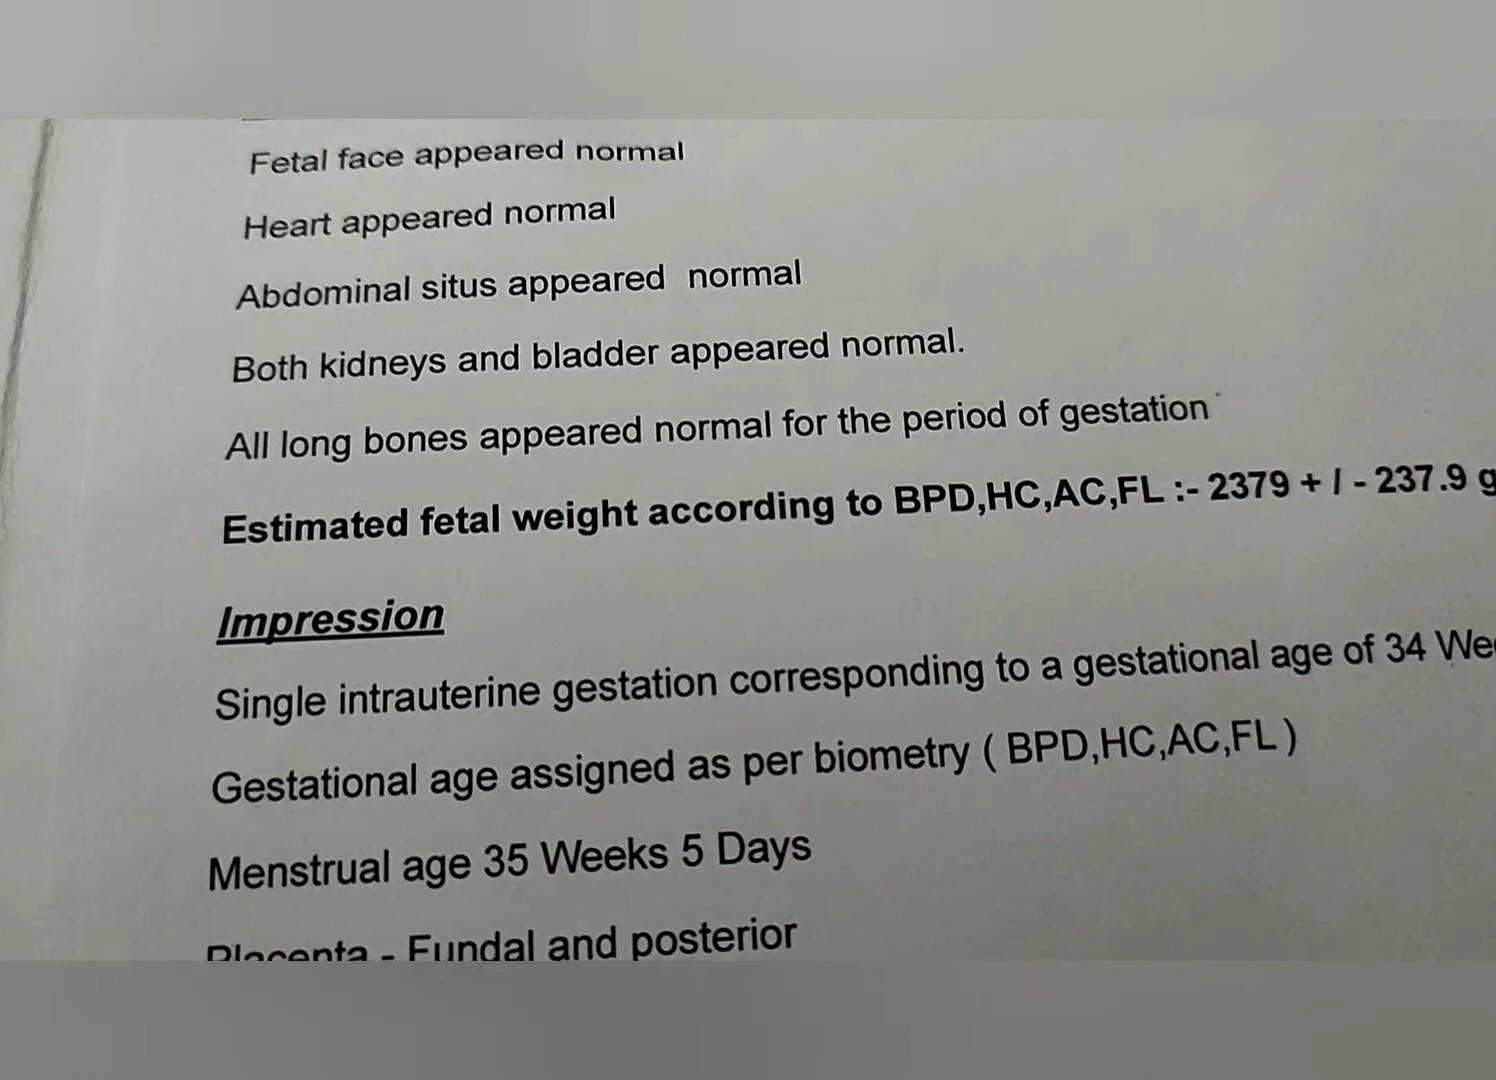 Fetal face appeared normal
Heart appeared normal
Abdominal situs appeared normal
Both kidneys and bladder appeared normal.
All long bones appeared normal for the period of gestation
Estimated fetal weight according to BPD,HC,AC,FL :- 2379 + / - 237.9 g
Impression
Single intrauterine gestation corresponding to a gestational age of 34 We
Gestational age assigned as per biometry ( BPD,HC,AC,FL )
Menstrual age 35 Weeks 5 Days
Placenta - Fundal and posterior